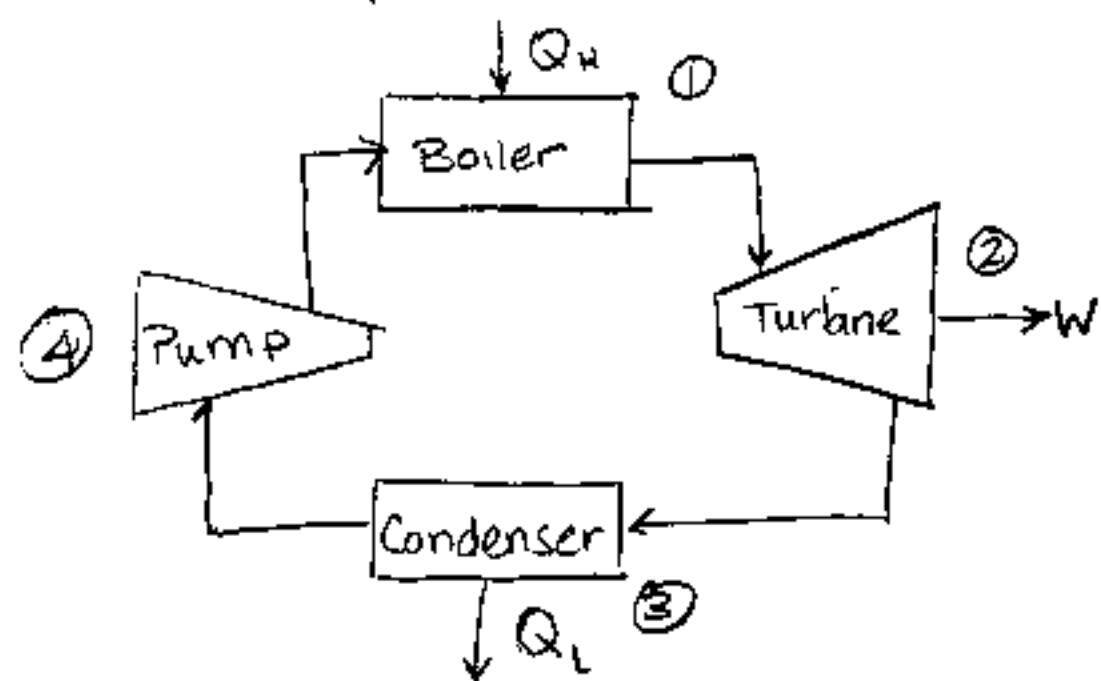 Q_H
①
Boiler
②
Turbine
W
④
Pump
Condenser
③
Q_L